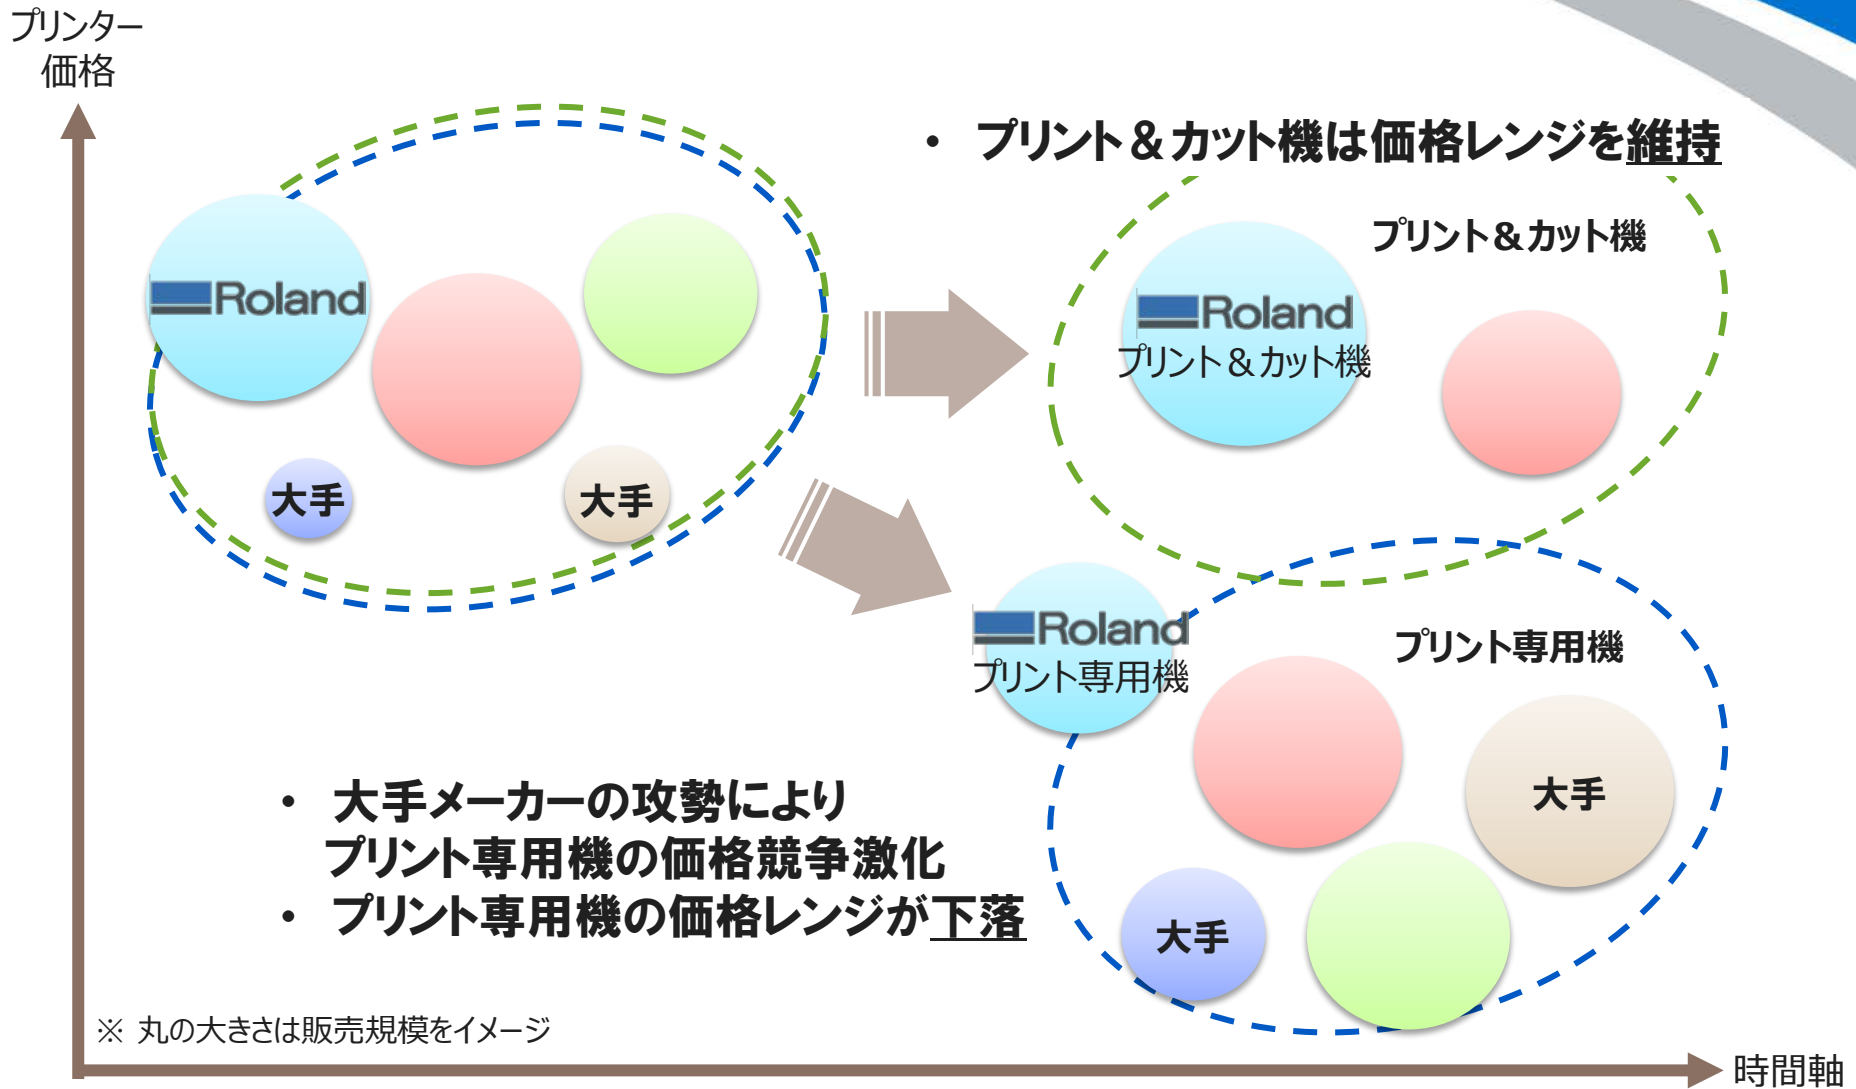 プリンター
価格
・ プリント＆カット機は価格レンジを維持
プリント＆カット機
Roland
Roland
プリント＆カット機
大手
大手
Roland
プリント専用機
プリント専用機
大手
大手
・ 大手メーカーの攻勢により
プリント専用機の価格競争激化
・ プリント専用機の価格レンジが下落
※ 丸の大きさは販売規模をイメージ
時間軸